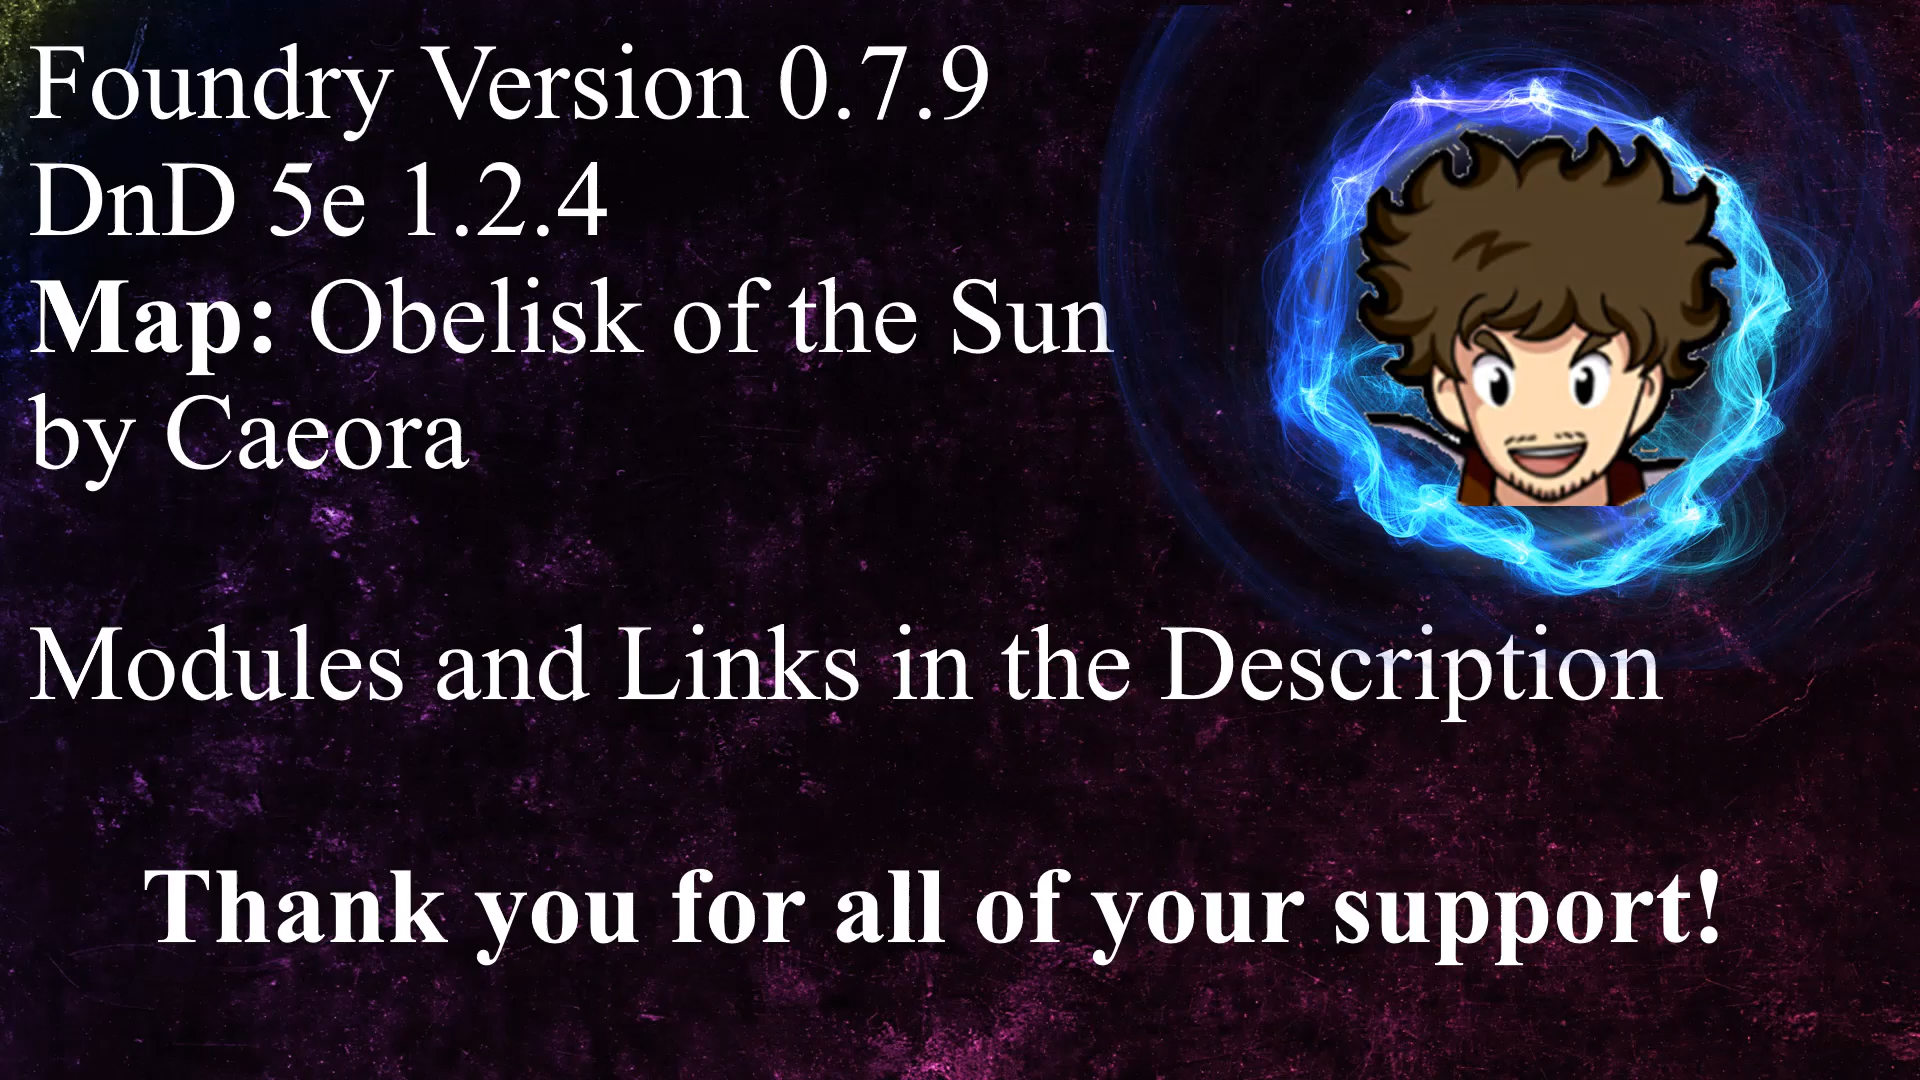 Foundry Version 0.7.9
DnD 5e 1.2.4
Map: Obelisk of the Sun
by Caeora
Modules and Links in the Description
Thank you for all of your support!